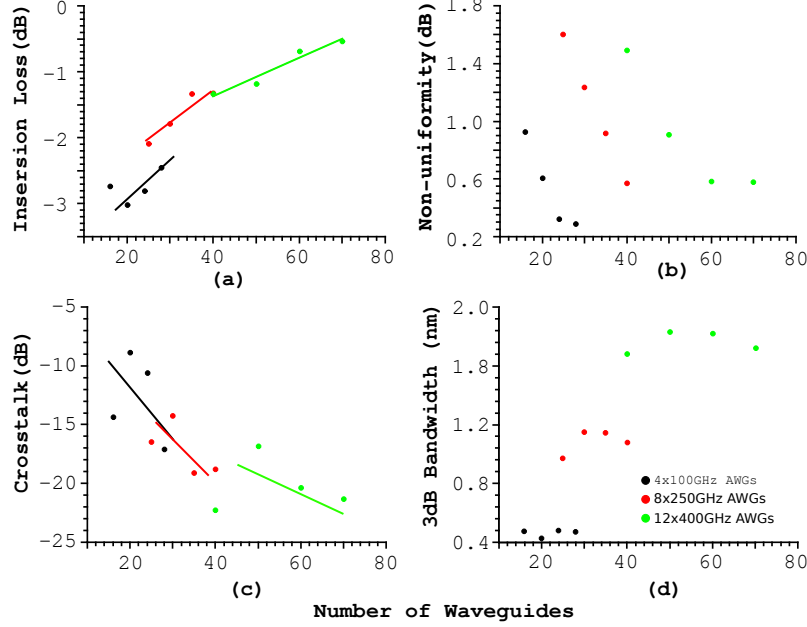 Insersion Loss(dB)
0
-1
-2
-3
20
40
60
80
(a)
Non-uniformity(dB)
1.8
1.4
1.0
0.6
0.2
20
40
60
80
(b)
Crosstalk(dB)
-5
-10
-15
-20
-25
20
40
60
80
(c)
3dB Bandwidth (nm)
2.0
1.8
1.2
0.8
0.4
4x100GHz AWGs
8x250GHz AWGs
12x400GHz AWGs
20
40
60
80
(d)
Number of Waveguides